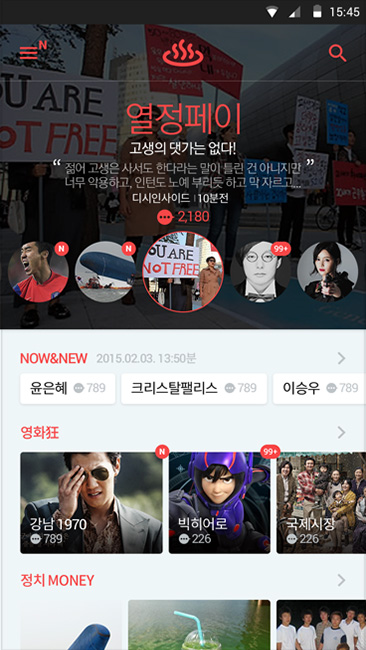 15:45
N
YOU ARE NOT FREE
열정페이
고생의 댓가는 없다!
“ 젊어 고생은 사서도 한다라는 말이 틀린 건 아니지만 ”
너무 악용하고, 인턴도 노예 부리듯 하고 막 자르고...
디시인사이드 | 10분전
2,180
N N 99+
YOU ARE
NOT FREE
NOW&NEW 2015.02.03. 13:50분
윤은혜 789 크리스탈팰리스 789 이승우 789
영화狂
N 99+
강남 1970 빅히어로 국제시장
789 226 226
정치 MONEY